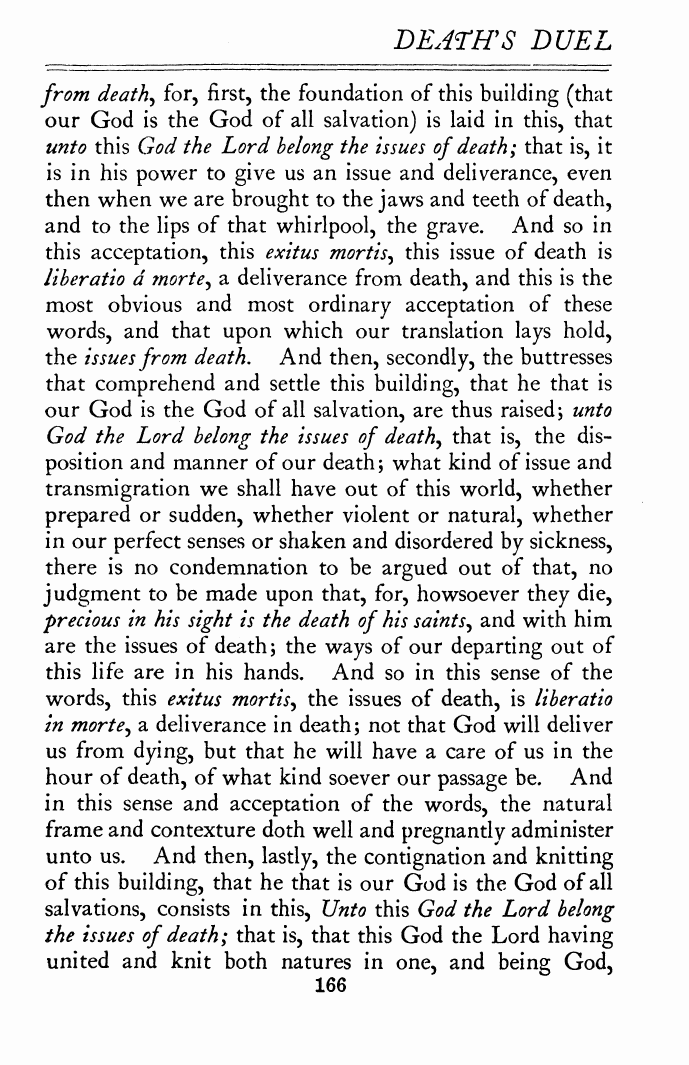 DEATH'S DUEL
from death, for, first, the foundation of this building (that
our God is the God of all salvation) is laid in this, that
unto this God the Lord belong the issues of death; that is, it
is in his power to give us an issue and deliverance, even
then when we are brought to the jaws and teeth of death,
and to the lips of that whirlpool, the grave. And so in
this acceptation, this exitus mortis, this issue of death is
liberatio á morte, a deliverance from death, and this is the
most obvious and most ordinary acceptation of these
words, and that upon which our translation lays hold,
the issues from death. And then, secondly, the buttresses
that comprehend and settle this building, that he that is
our God is the God of all salvation, are thus raised; unto
God the Lord belong the issues of death, that is, the dis-
position and manner of our death; what kind of issue and
transmigration we shall have out of this world, whether
prepared or sudden, whether violent or natural, whether
in our perfect senses or shaken and disordered by sickness,
there is no condemnation to be argued out of that, no
judgment to be made upon that, for, howsoever they die,
precious in his sight is the death of his saints, and with him
are the issues of death; the ways of our departing out of
this life are in his hands. And so in this sense of the
words, this exitus mortis, the issues of death, is liberatio
in morte, a deliverance in death; not that God will deliver
us from dying, but that he will have a care of us in the
hour of death, of what kind soever our passage be. And
in this sense and acceptation of the words, the natural
frame and contexture doth well and pregnantly administer
unto us. And then, lastly, the contignation and knitting
of this building, that he that is our God is the God of all
salvations, consists in this, Unto this God the Lord belong
the issues of death; that is, that this God the Lord having
united and knit both natures in one, and being God,
166